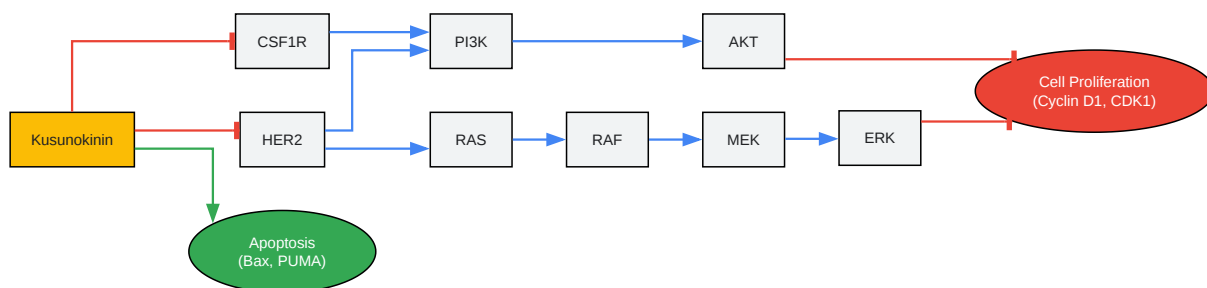 CSF1R
PI3K
AKT
Cell Proliferation
(Cyclin D1, CDK1)
Kusunokinin
HER2
RAS
RAF
MEK
ERK
Apoptosis
(Bax, PUMA)